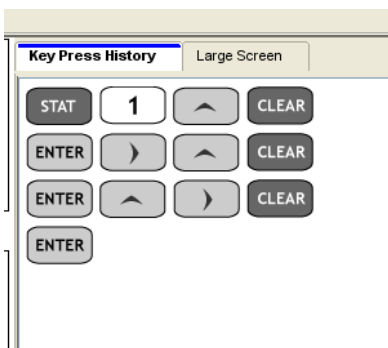 Key Press History Large Screen
STAT 1 CLEAR
ENTER CLEAR
ENTER CLEAR
ENTER